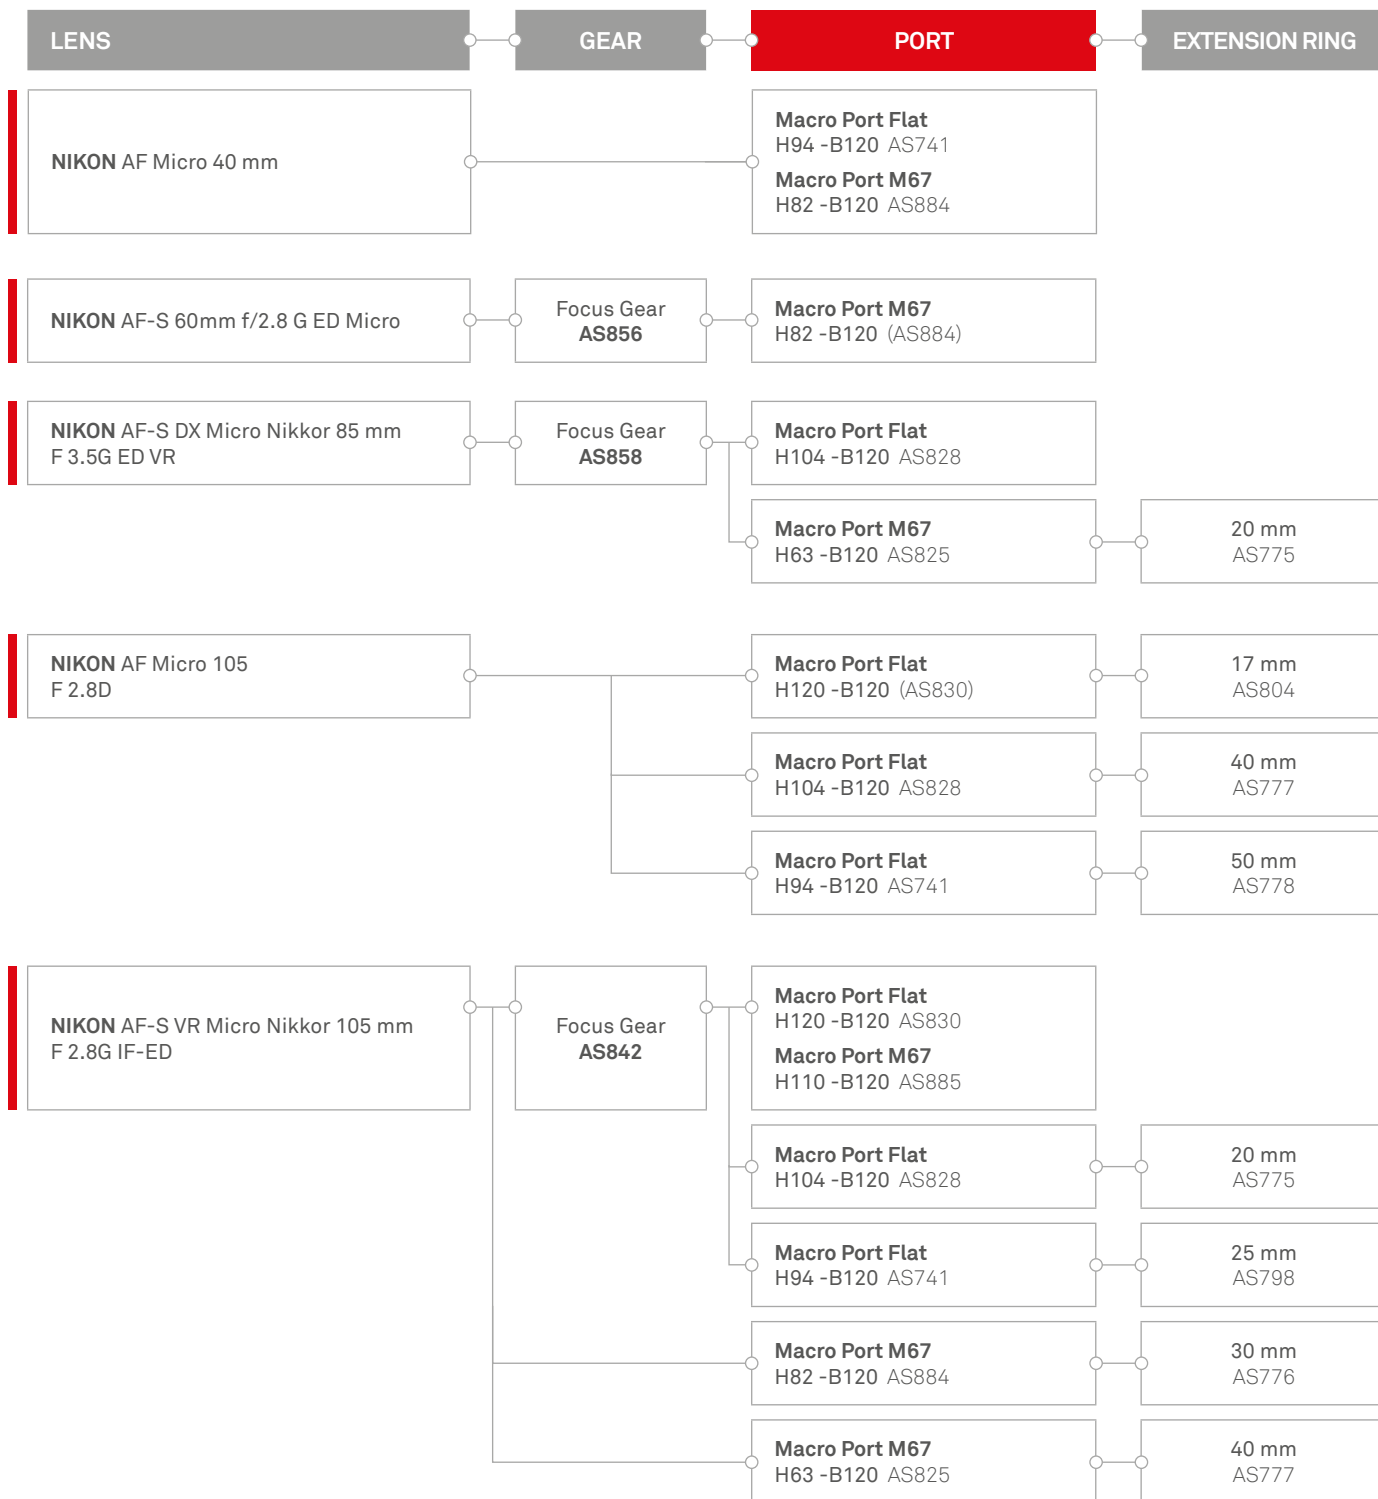 LENS GEAR PORT EXTENSION RING
NIKON AF Micro 40 mm
Macro Port Flat
H94 -B120 AS741
Macro Port M67
H82 -B120 AS884
NIKON AF-S 60mm f/2.8 G ED Micro
Focus Gear
AS856
Macro Port M67
H82 -B120 (AS884)
NIKON AF-S DX Micro Nikkor 85 mm
F 3.5G ED VR
Focus Gear
AS858
Macro Port Flat
H104 -B120 AS828
Macro Port M67
H63 -B120 AS825
20 mm
AS775
NIKON AF Micro 105
F 2.8D
Macro Port Flat
H120 -B120 (AS830)
17 mm
AS804
Macro Port Flat
H104 -B120 AS828
40 mm
AS777
Macro Port Flat
H94 -B120 AS741
50 mm
AS778
NIKON AF-S VR Micro Nikkor 105 mm
F 2.8G IF-ED
Focus Gear
AS842
Macro Port Flat
H120 -B120 AS830
Macro Port M67
H110 -B120 AS885
Macro Port Flat
H104 -B120 AS828
20 mm
AS775
Macro Port Flat
H94 -B120 AS741
25 mm
AS798
Macro Port M67
H82 -B120 AS884
30 mm
AS776
Macro Port M67
H63 -B120 AS825
40 mm
AS777